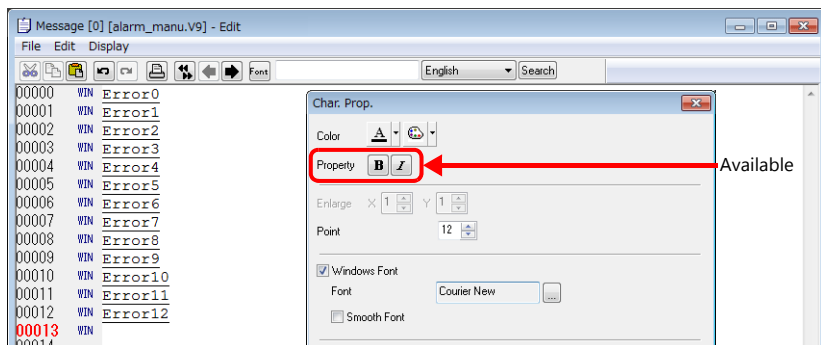 Message [0] [alarm_manu.V9] - Edit
File Edit Display
Font English Search
00000 WIN Error0
00001 WIN Error1
00002 WIN Error2
00003 WIN Error3
00004 WIN Error4
00005 WIN Error5
00006 WIN Error6
00007 WIN Error7
00008 WIN Error8
00009 WIN Error9
00010 WIN Error10
00011 WIN Error11
00012 WIN Error12
00013 WIN
00014
Char. Prop.
Color A
Property B I
Available
Enlarge X 1 Y 1
Point 12
Windows Font
Font Courier New ...
Smooth Font